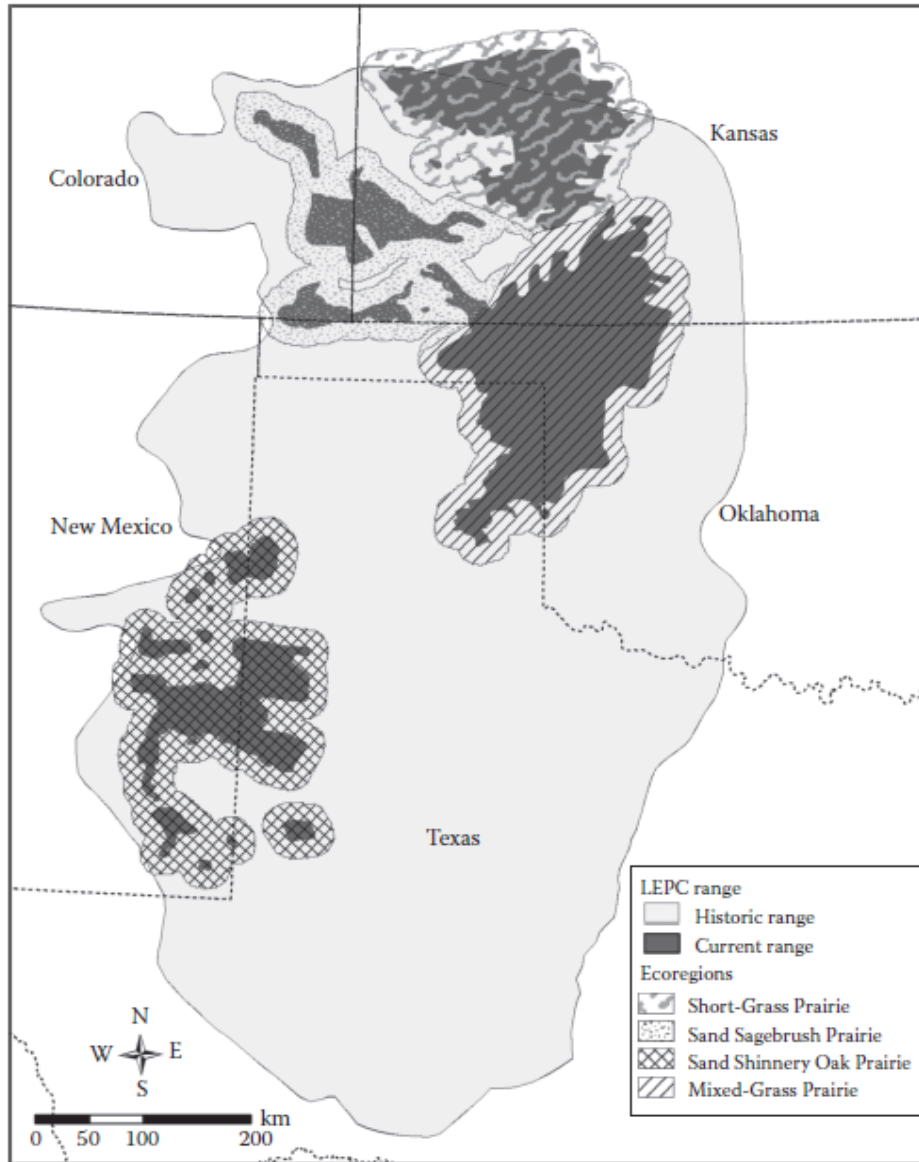 Kansas
Colorado
New Mexico
Oklahoma
Texas
LEPC range
Historic range
Current range
Ecoregions
Short-Grass Prairie
Sand Sagebrush Prairie
Sand Shinnery Oak Prairie
Mixed-Grass Prairie
N
W E
S
km
0 50 100 200